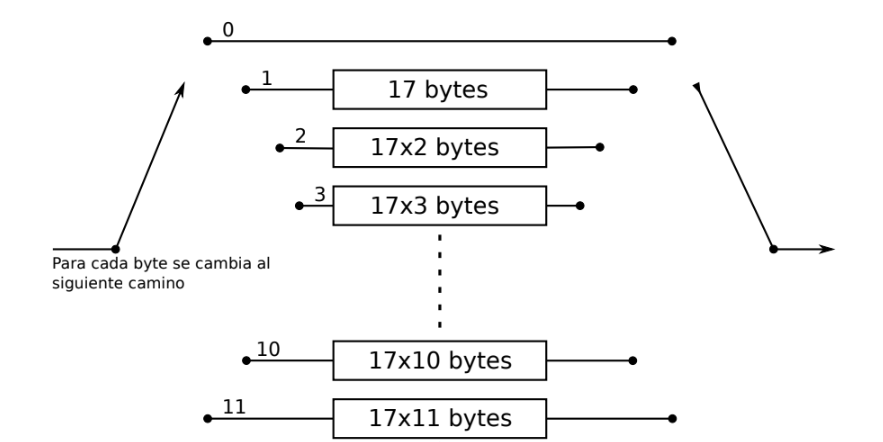 0
1
17 bytes
2
17x2 bytes
3
17x3 bytes
Para cada byte se cambia al
siguiente camino
10
17x10 bytes
11
17x11 bytes